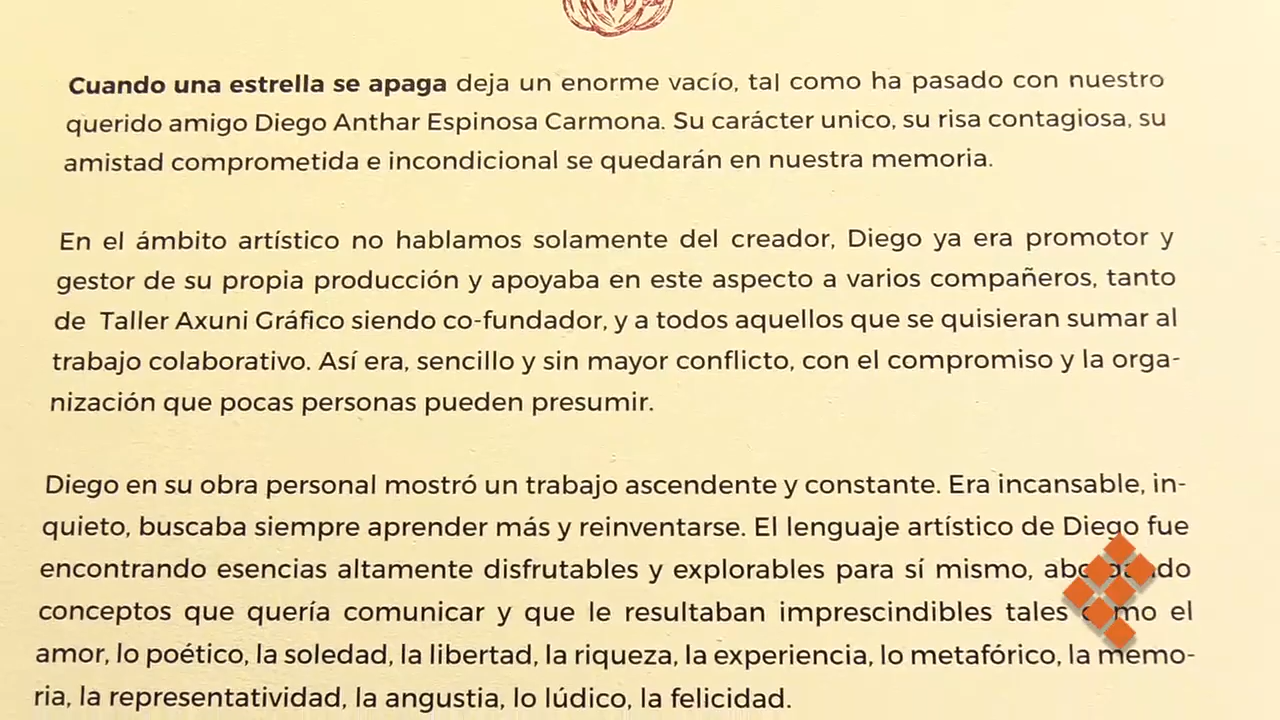 Cuando una estrella se apaga deja un enorme vacío, tal como ha pasado con nuestro
querido amigo Diego Anthar Espinosa Carmona. Su carácter unico, su risa contagiosa, su
amistad comprometida e incondicional se quedarán en nuestra memoria.
En el ámbito artístico no hablamos solamente del creador, Diego ya era promotor y
gestor de su propia producción y apoyaba en este aspecto a varios compañeros, tanto
de Taller Axuni Gráfico siendo co-fundador, y a todos aquellos que se quisieran sumar al
trabajo colaborativo. Así era, sencillo y sin mayor conflicto, con el compromiso y la orga-
nización que pocas personas pueden presumir.
Diego en su obra personal mostró un trabajo ascendente y constante. Era incansable, in-
quieto, buscaba siempre aprender más y reinventarse. El lenguaje artístico de Diego fue
encontrando esencias altamente disfrutables y explorables para sí mismo,
conceptos que quería comunicar y que le resultaban imprescindibles tales el
amor, lo poético, la soledad, la libertad, la riqueza, la experiencia, lo metafórico, la memo-
ria, la representatividad, la angustia, lo lúdico, la felicidad.